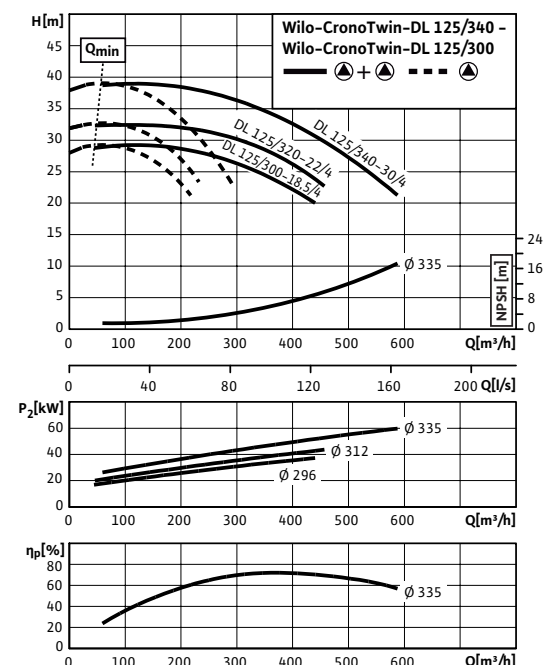 H[m]
Wilo-CronoTwin-DL 125/340 -
Wilo-CronoTwin-DL 125/300
+
Qmin
45
40
35
30
25
20
15
10
5
0
DL 125/340-30/4
DL 125/320-22/4
DL 125/300-18.5/4
Ø 335
24
16
8
0
NPSH [m]
0 100 200 300 400 500 600 Q[m³/h]
0 40 80 120 160 200 Q[l/s]
P₂[kW]
60
40
20
0
Ø 335
Ø 312
Ø 296
0 100 200 300 400 500 600 Q[m³/h]
ηp[%]
80
60
40
20
0
Ø 335
0 100 200 300 400 500 600 Q[m³/h]